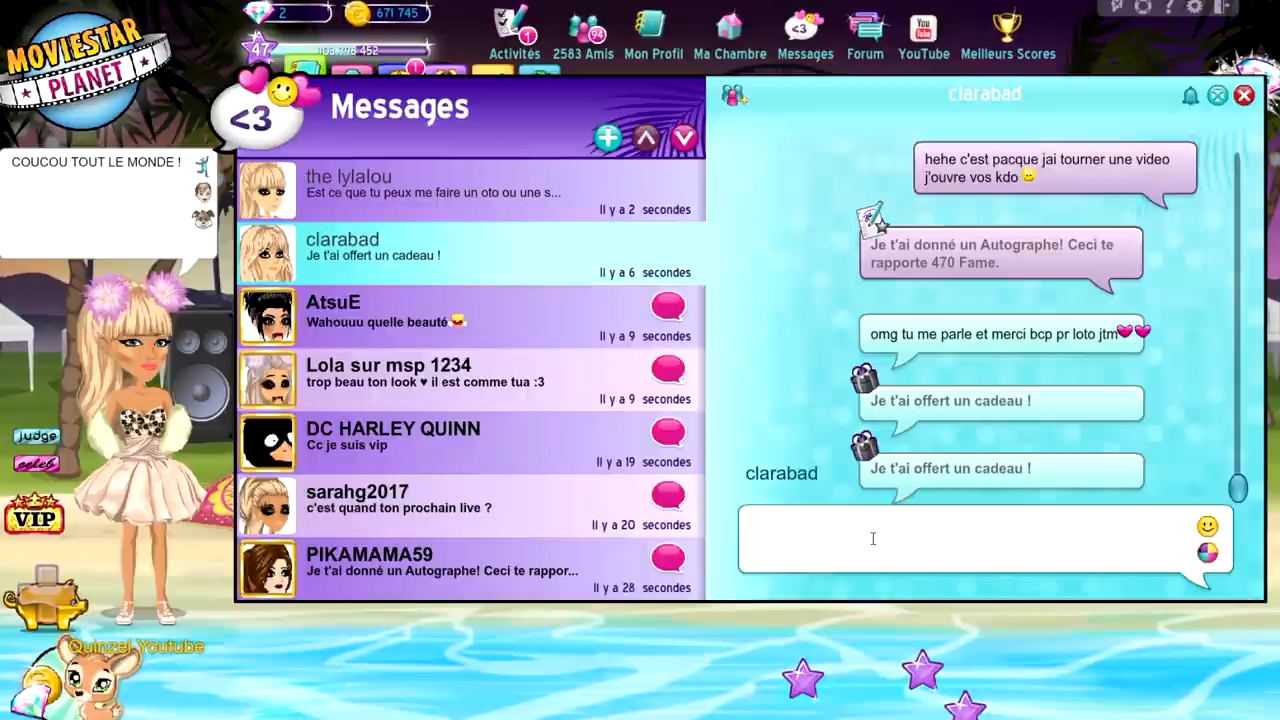 MOVIESTAR
PLANET
2
671 745
47
103 796 452
Activités
1
2583 Amis
94
Mon Profil
Ma Chambre
<3
Messages
Forum
You
Tube
YouTube
Meilleurs Scores
1
<3
Messages
COUCOU TOUT LE MONDE !
the lylalou
Est ce que tu peux me faire un oto ou une s...
Il y a 2 secondes
clarabad
Je t'ai offert un cadeau !
Il y a 6 secondes
AtsuE
Wahouuu quelle beauté
Il y a 9 secondes
Lola sur msp 1234
trop beau ton look ♥ il est comme tua :3
Il y a 9 secondes
DC HARLEY QUINN
Cc je suis vip
Il y a 19 secondes
sarahg2017
c'est quand ton prochain live ?
Il y a 20 secondes
PIKAMAMA59
Je t'ai donné un Autographe! Ceci te rappor...
Il y a 28 secondes
clarabad
hehe c'est pacque jai tourner une video
j'ouvre vos kdo
Je t'ai donné un Autographe! Ceci te
rapporte 470 Fame.
omg tu me parle et merci bcp pr loto jtm
Je t'ai offert un cadeau !
Je t'ai offert un cadeau !
clarabad
judge
celeb
VIP
Quinzel Youtube